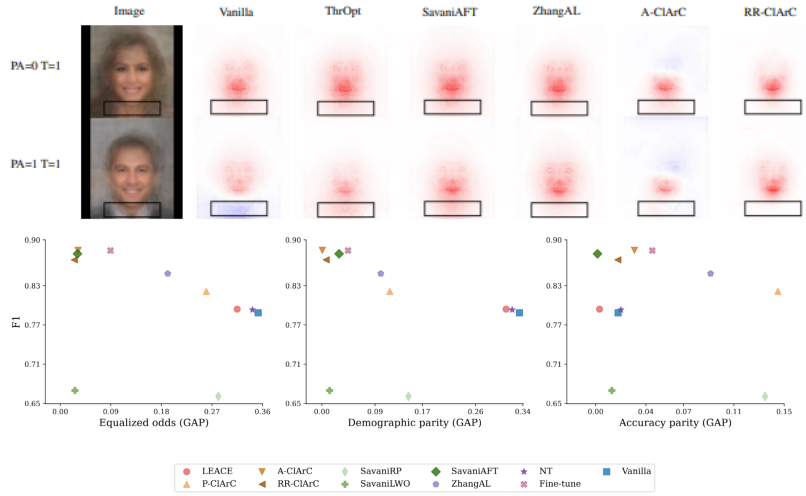 Image Vanilla ThrOpt SavaniAFT ZhangAL A-ClArC RR-ClArC
PA=0 T=1
PA=1 T=1
0.90 0.90 0.90
0.83 0.83 0.83
F1
0.77 0.77 0.77
0.71 0.71 0.71
0.65 0.65 0.65
0.00 0.09 0.18 0.27 0.36 0.00 0.09 0.17 0.26 0.34 0.00 0.04 0.07 0.11 0.15
Equalized odds (GAP) Demographic parity (GAP) Accuracy parity (GAP)
LEACE A-ClArC SavaniRP SavaniAFT NT Vanilla
P-ClArC RR-ClArC SavaniLWO ZhangAL Fine-tune